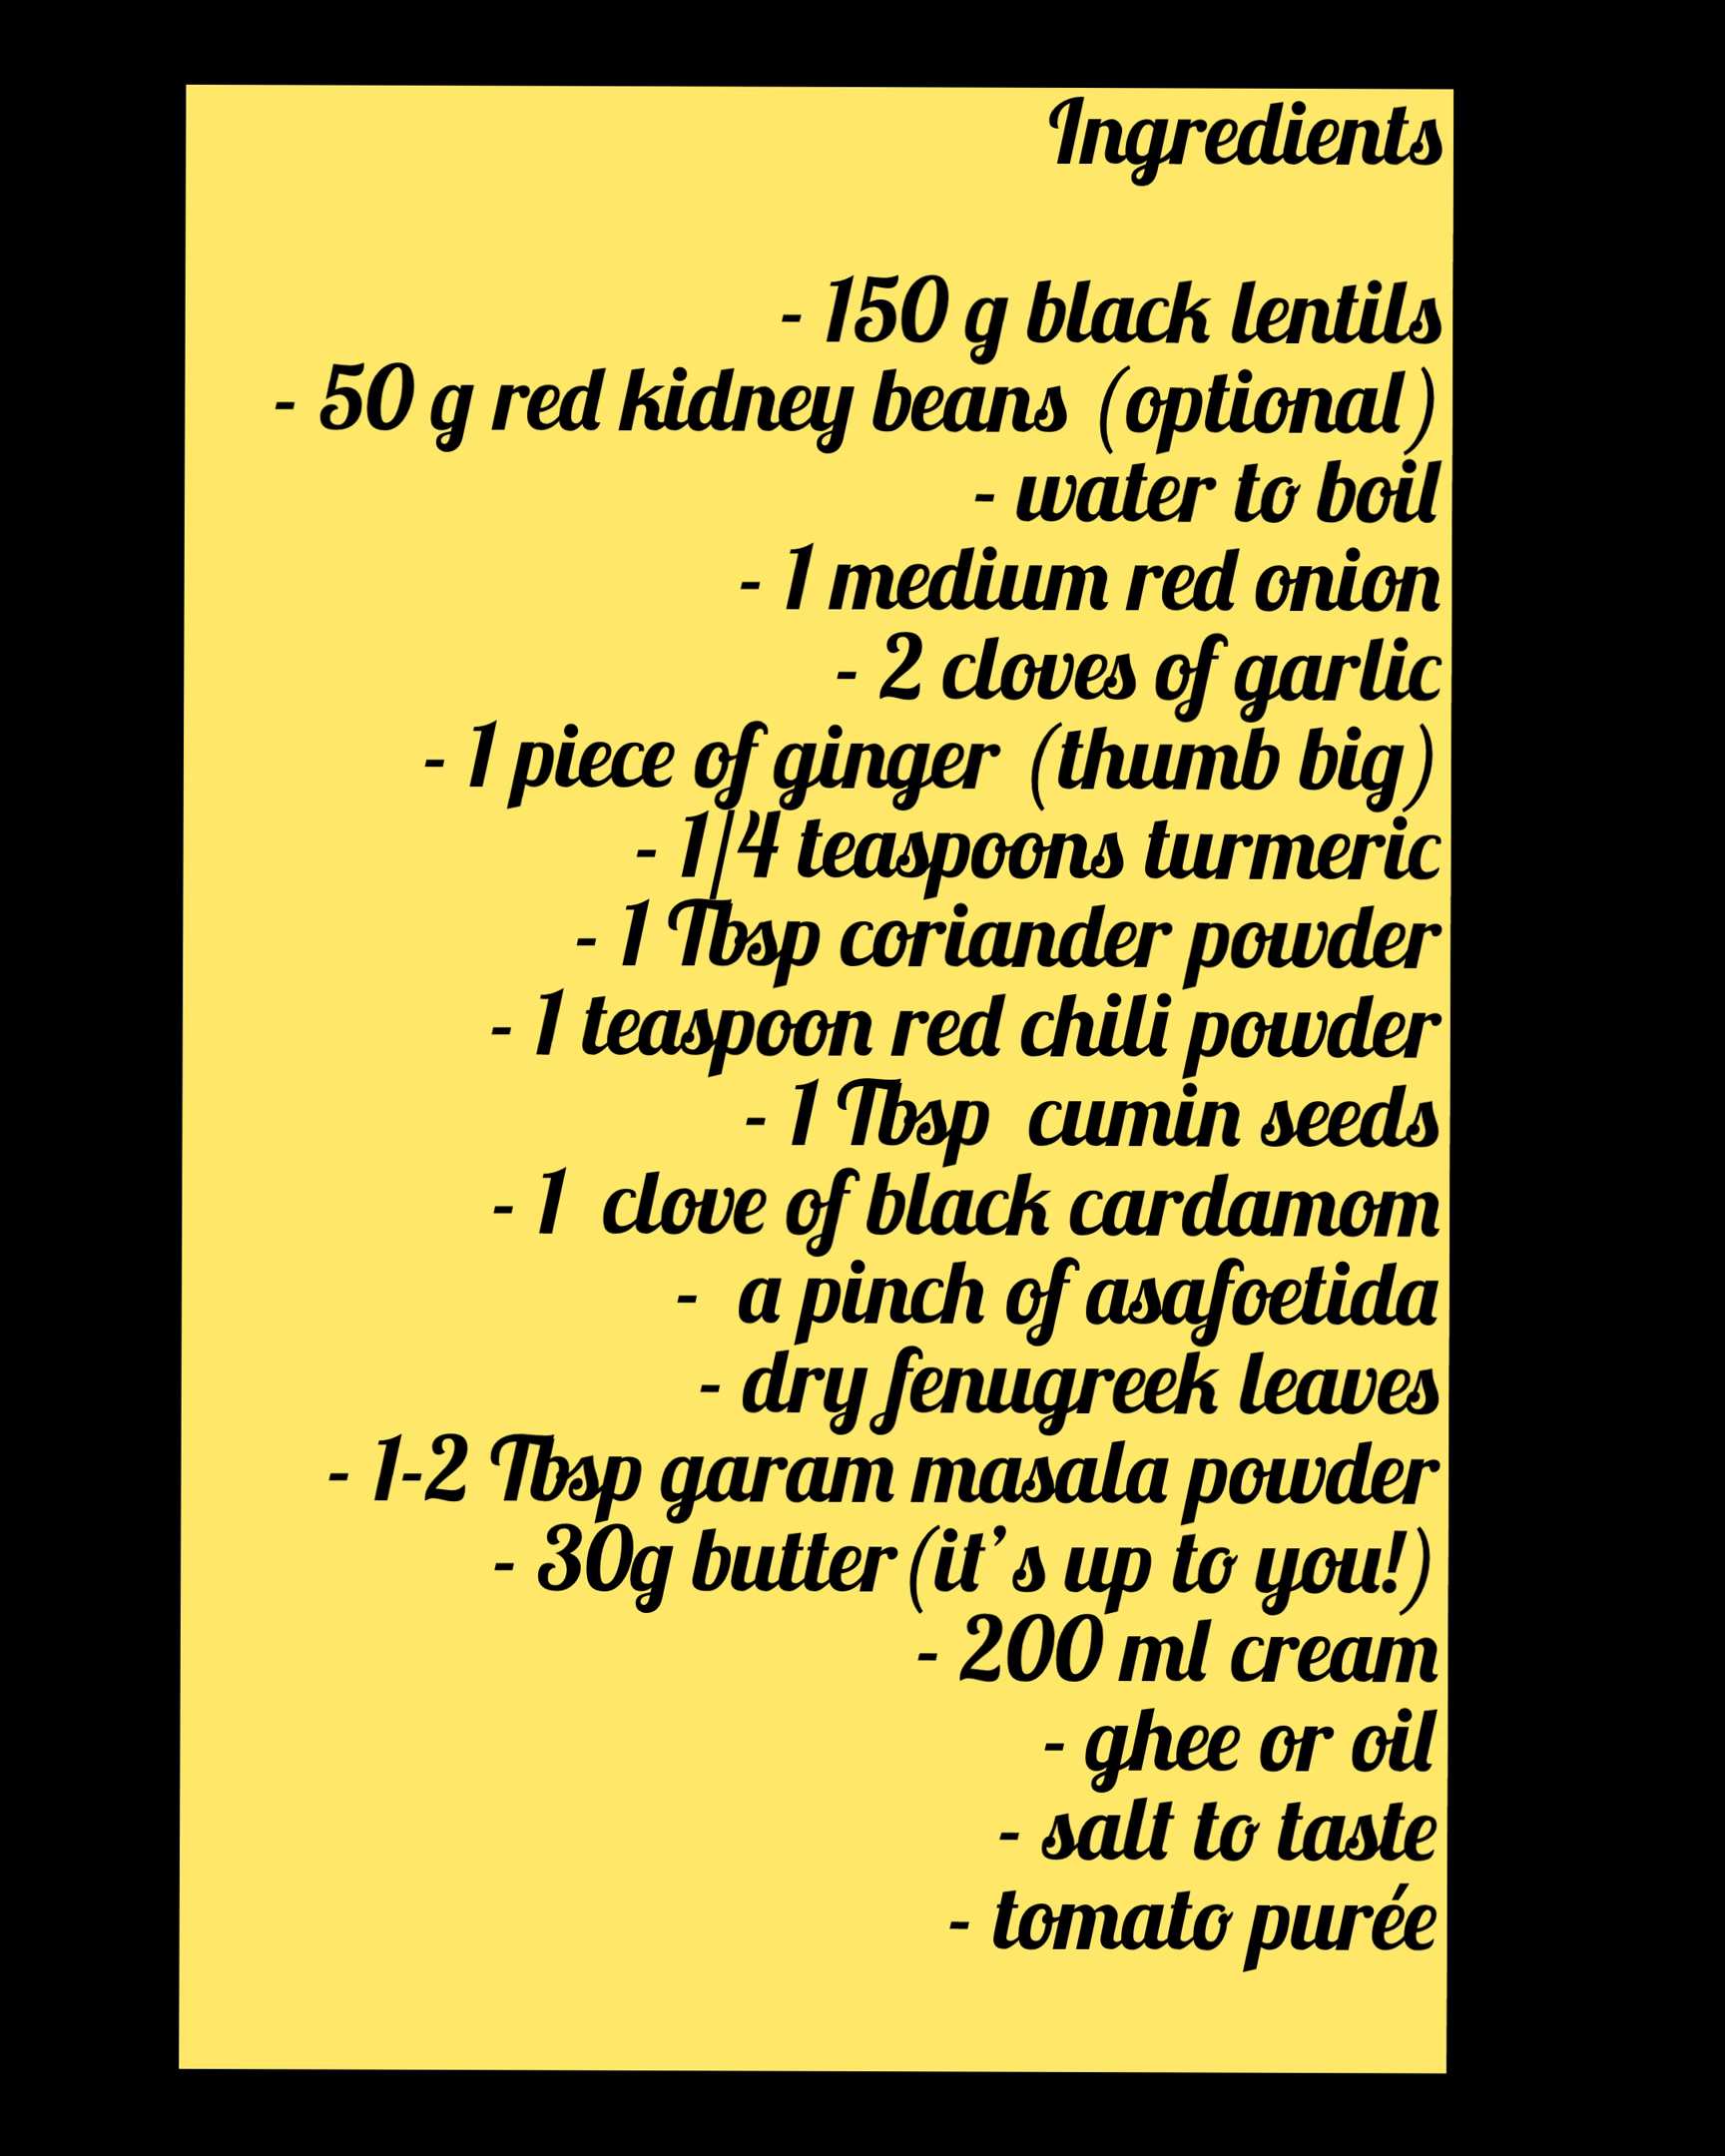 Ingredients
- 150 g black lentils
- 50 g red kidney beans (optional)
- water to boil
- 1 medium red onion
- 2 cloves of garlic
- 1 piece of ginger (thumb big)
- 1/4 teaspoons turmeric
- 1 Tbsp coriander powder
- 1 teaspoon red chili powder
- 1 Tbsp cumin seeds
- 1 clove of black cardamom
- a pinch of asafoetida
- dry fenugreek leaves
- 1-2 Tbsp garam masala powder
- 30g butter (it's up to you!)
- 200 ml cream
- ghee or oil
- salt to taste
- tomato purée